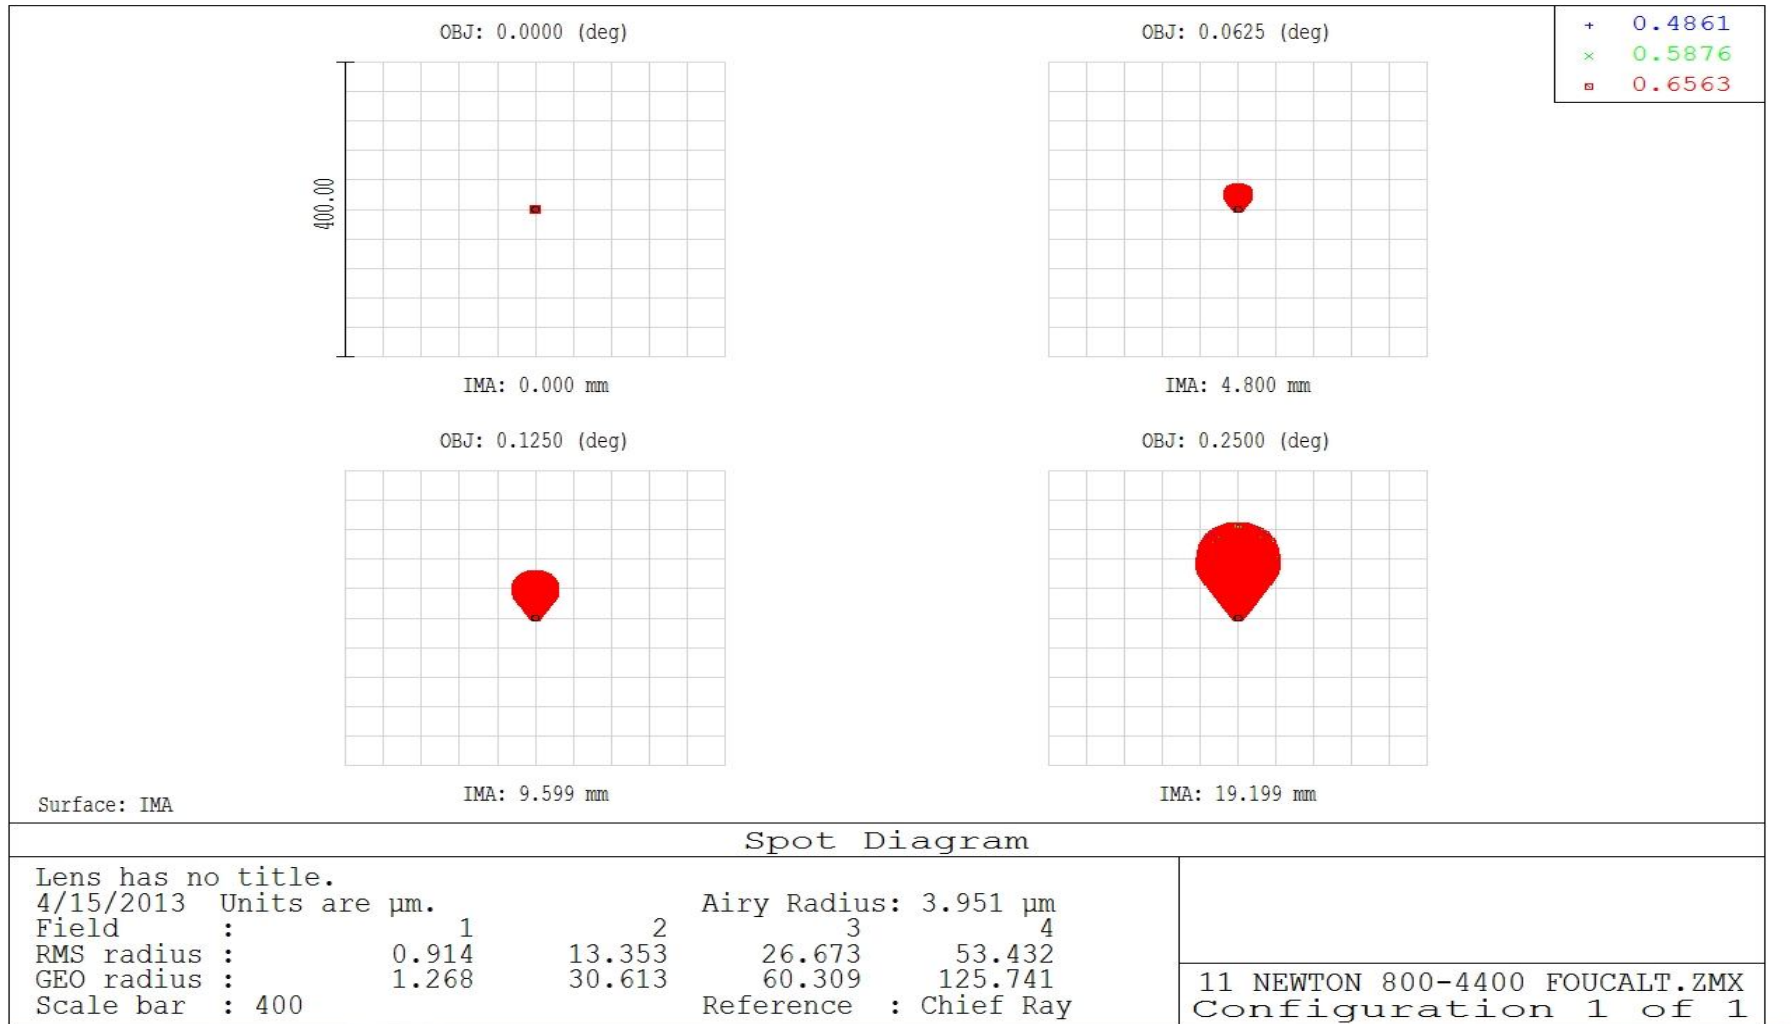 OBJ: 0.0000 (deg)
OBJ: 0.0625 (deg)
+ 0.4861
× 0.5876
0.6563
400.00
IMA: 0.000 mm
IMA: 4.800 mm
OBJ: 0.1250 (deg)
OBJ: 0.2500 (deg)
IMA: 9.599 mm
IMA: 19.199 mm
Surface: IMA
Spot Diagram
Lens has no title.
4/15/2013 Units are µm. Airy Radius: 3.951 µm
Field : 1 2 3 4
RMS radius : 0.914 13.353 26.673 53.432
GEO radius : 1.268 30.613 60.309 125.741
Scale bar : 400 Reference : Chief Ray
11 NEWTON 800-4400 FOUCALT.ZMX
Configuration 1 of 1